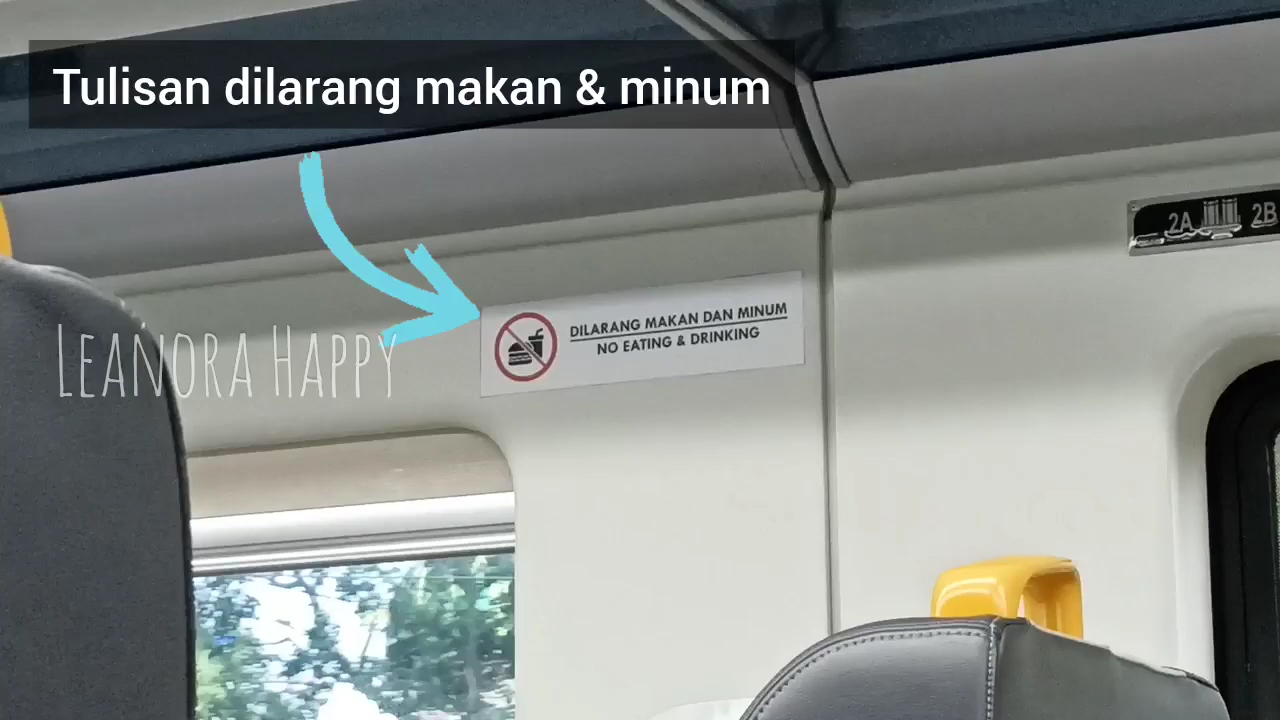 Tulisan dilarang makan & minum
LEANORA HAPPY
DILARANG MAKAN DAN MINUM
NO EATING & DRINKING
2A 2B